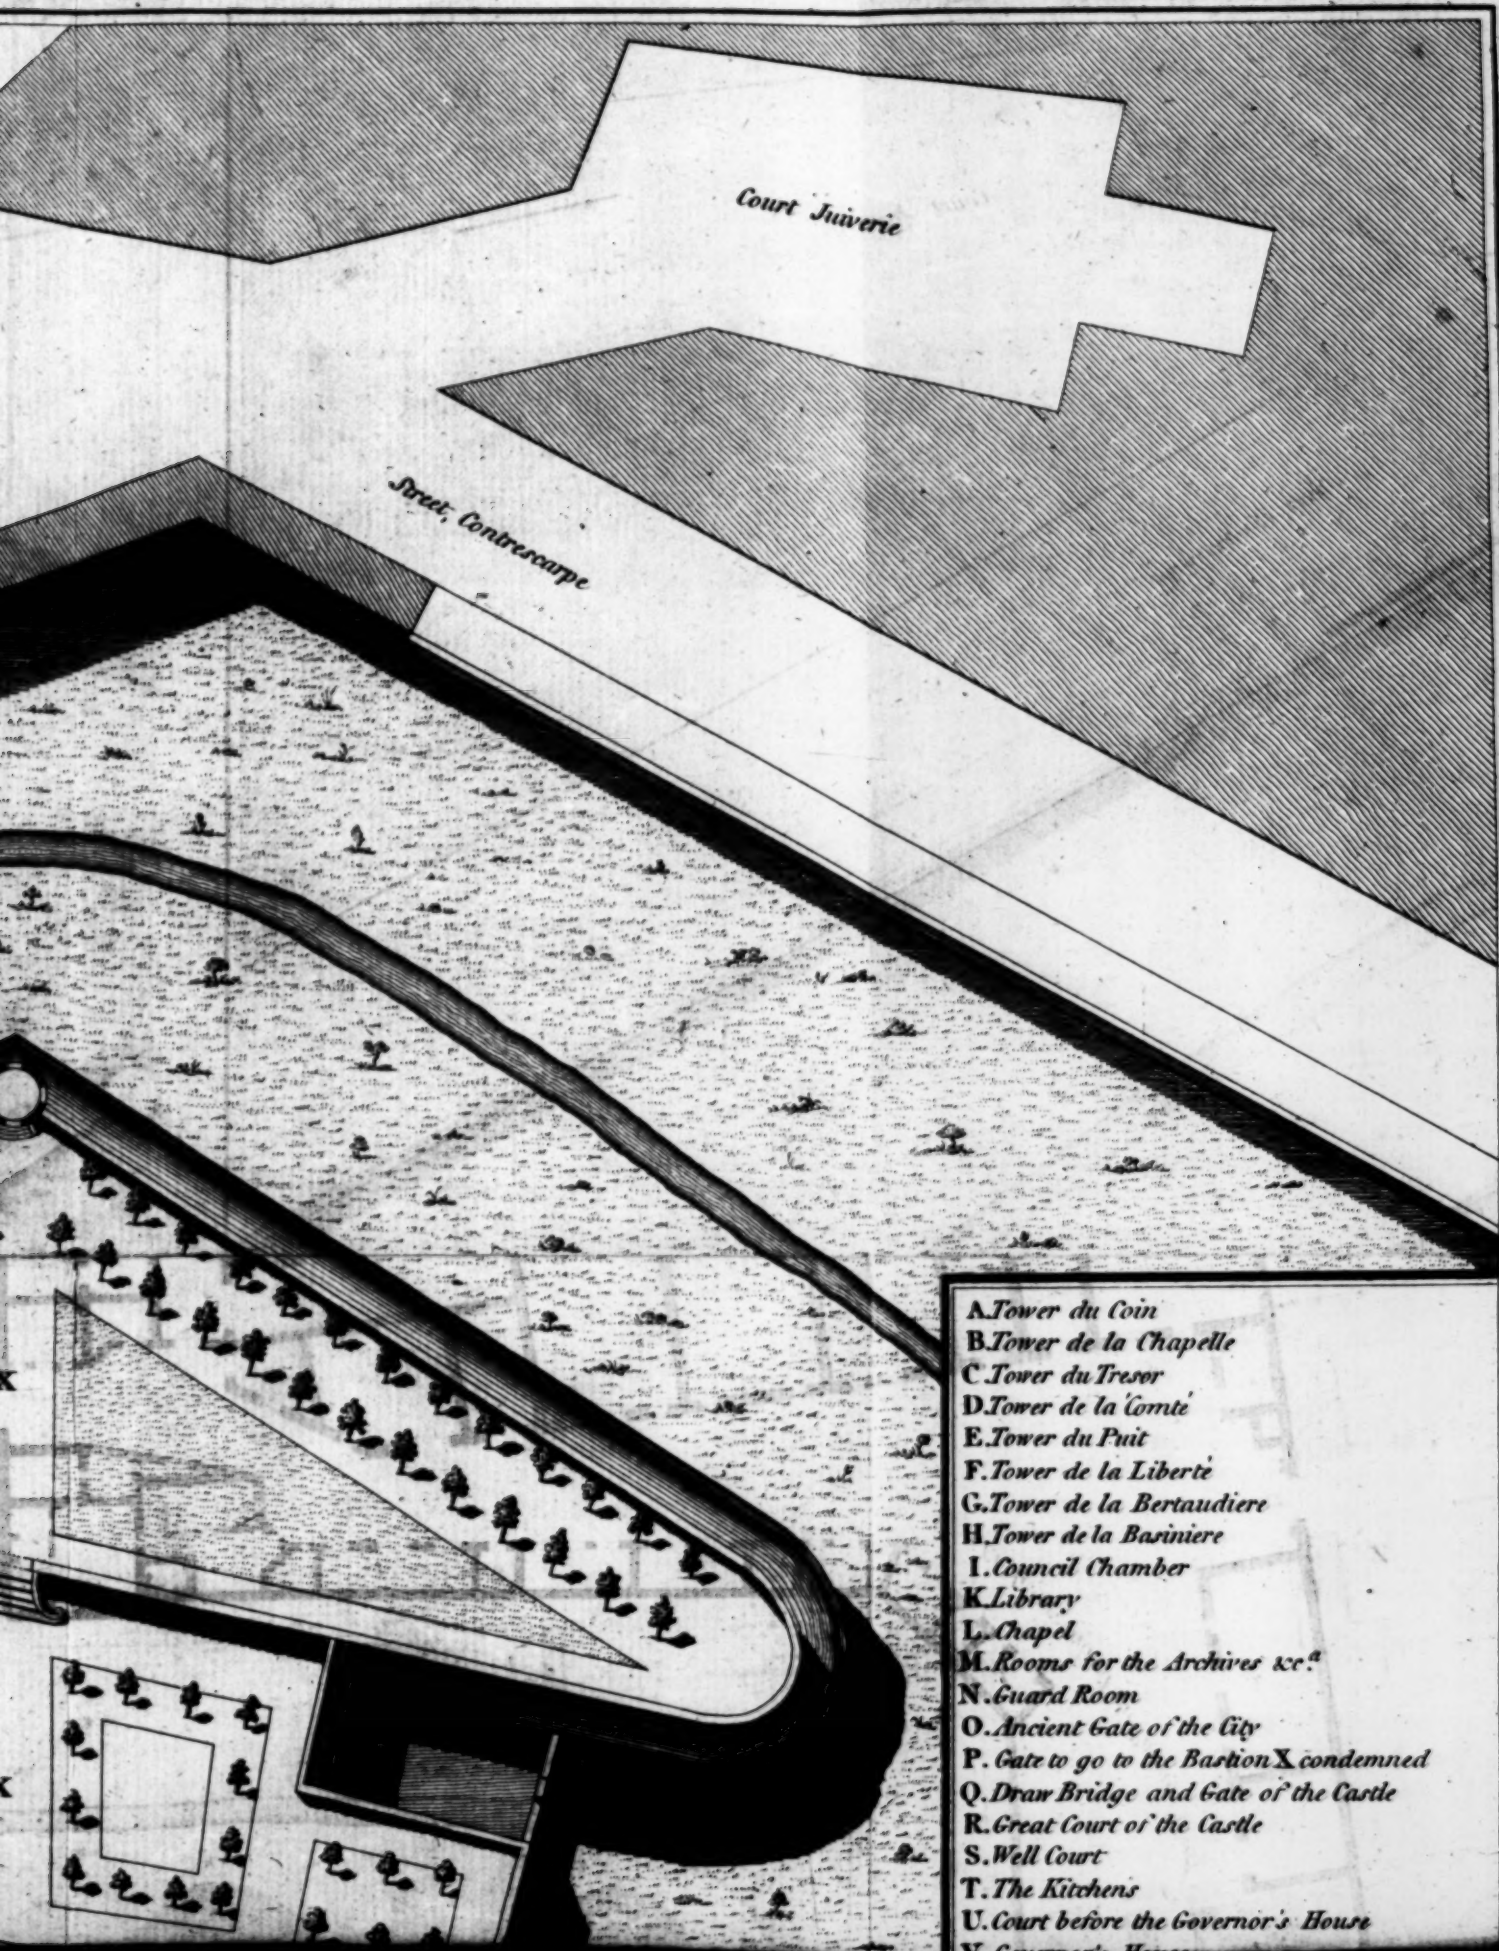 Court Juiverie
Street, Contrescarpe
X
X
A. Tower du Coin
B. Tower de la Chapelle
C. Tower du Tresor
D. Tower de la Comté
E. Tower du Puit
F. Tower de la Liberté
G. Tower de la Bertaudiere
H. Tower de la Basiniere
I. Council Chamber
K. Library
L. Chapel
M. Rooms for the Archives &c.a
N. Guard Room
O. Ancient Gate of the City
P. Gate to go to the Bastion X condemned
Q. Draw Bridge and Gate of the Castle
R. Great Court of the Castle
S. Well Court
T. The Kitchens
U. Court before the Governor's House